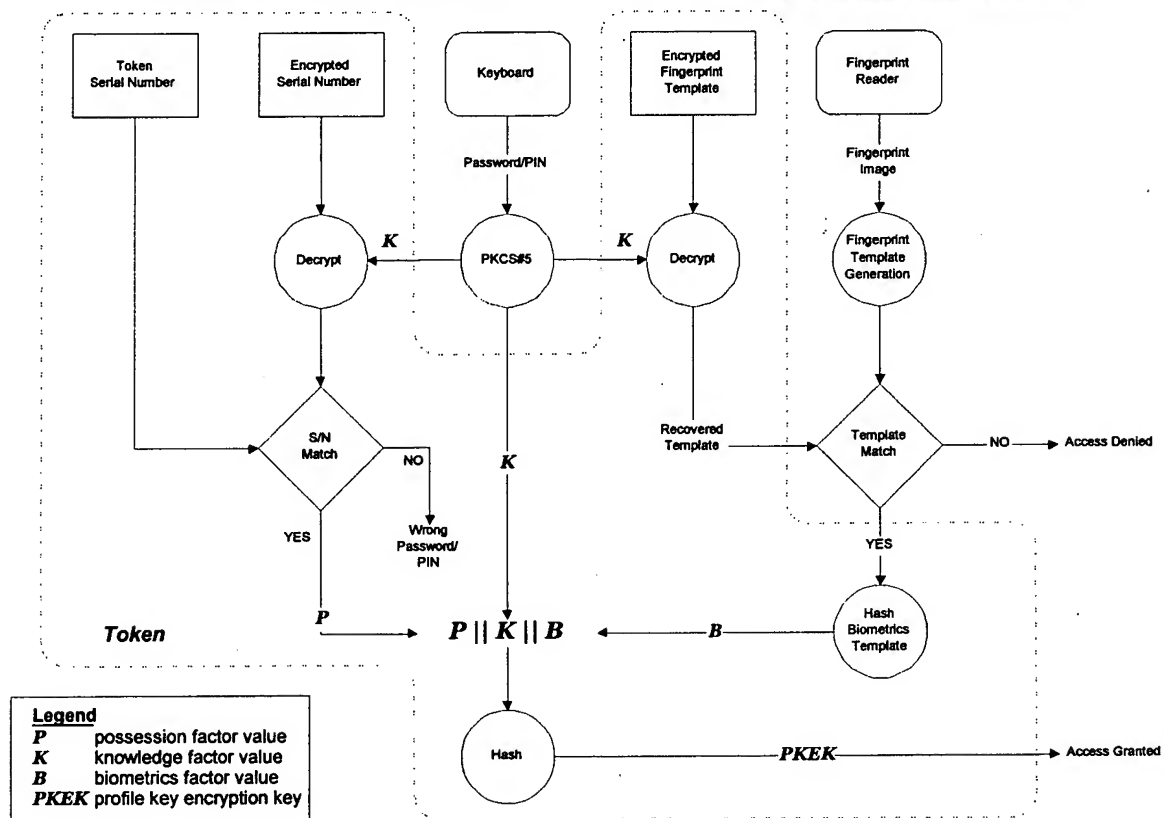 Token
Serial Number
Encrypted
Serial Number
Keyboard
Encrypted
Fingerprint
Template
Fingerprint
Reader
Password/PIN
Fingerprint
Image
Decrypt
K
PKCS#5
K
Decrypt
Fingerprint
Template
Generation
S/N
Match
NO
YES
Wrong
Password/
PIN
K
Recovered
Template
Template
Match
NO
Access Denied
YES
Token
P
P || K || B
B
Hash
Biometrics
Template
Hash
PKEK
Access Granted
Legend
P possession factor value
K knowledge factor value
B biometrics factor value
PKEK profile key encryption key